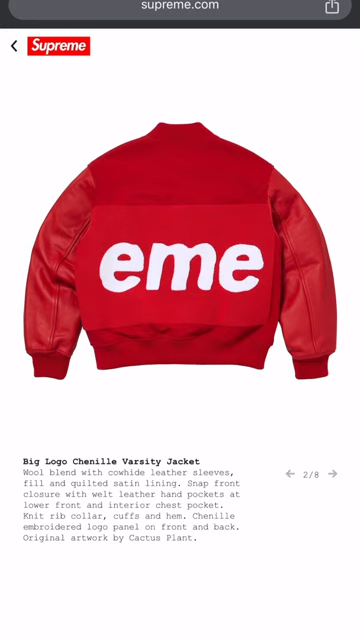 supreme.com
Supreme
eme
Big Logo Chenille Varsity Jacket
Wool blend with cowhide leather sleeves,
fill and quilted satin lining. Snap front
closure with welt leather hand pockets at
lower front and interior chest pocket.
Knit rib collar, cuffs and hem. Chenille
embroidered logo panel on front and back.
Original artwork by Cactus Plant.
2/8